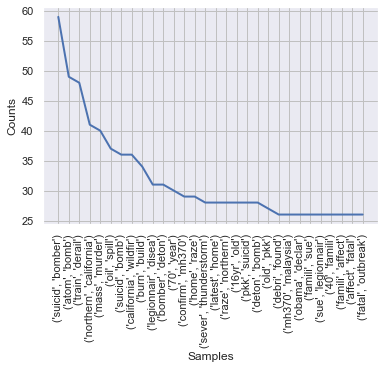 60
55
50
45
40
35
30
25
Counts
('suicid', 'bomber')
('atom', 'bomb')
('train', 'derail')
('northern', 'california')
('mass', 'murder')
('oil', 'spill')
('suicid', 'bomb')
('california', 'wildfir')
('burn', 'build')
('legionnair', 'disea')
('bomber', 'deton')
('70', 'year')
('confirm', 'mh370')
('home', 'raze')
('sever', 'thunderstorm')
('latest', 'home')
('raze', 'northern')
('16yr', 'old')
('pkk', 'suicid')
('deton', 'bomb')
('old', 'pkk')
('debri', 'found')
('mh370', 'malaysia')
('obama', 'declar')
('famili', 'sue')
('sue', 'legionnair')
('40', 'famili')
('famili', 'affect')
('affect', 'fatal')
('fatal', 'outbreak')
Samples